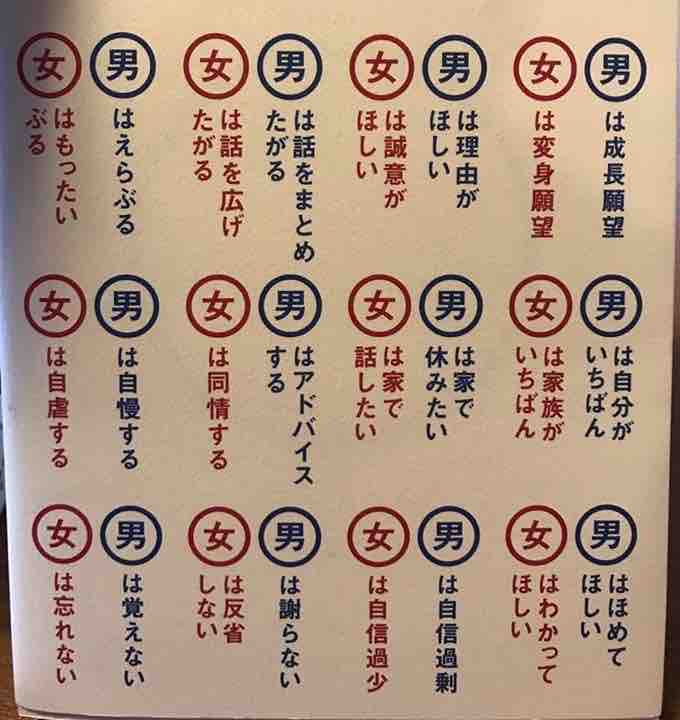 男は成長願望
女は変身願望
男は理由が
ほしい
女は誠意が
ほしい
男は話をまとめ
たがる
女は話を広げ
たがる
男はえらぶる
女はもったい
ぶる
男は自分が
いちばん
女は家族が
いちばん
男は家で
休みたい
女は家で
話したい
男はアドバイス
する
女は同情する
男は自慢する
女は自虐する
男はほめて
ほしい
女はわかって
ほしい
男は自信過剰
女は自信過少
男は謝らない
女は反省
しない
男は覚えない
女は忘れない